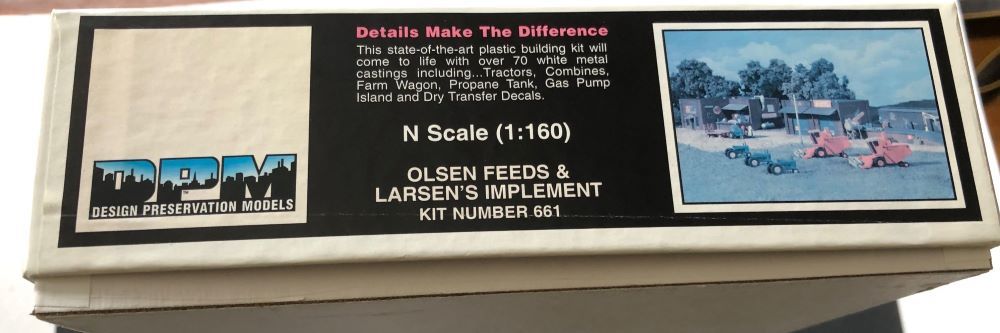 Details Make The Difference
This state-of-the-art plastic building kit will
come to life with over 70 white metal
castings including...Tractors, Combines,
Farm Wagon, Propane Tank, Gas Pump
Island and Dry Transfer Decals.
N Scale (1:160)
OLSEN FEEDS &
LARSEN'S IMPLEMENT
KIT NUMBER 661
DPM
TM
DESIGN PRESERVATION MODELS